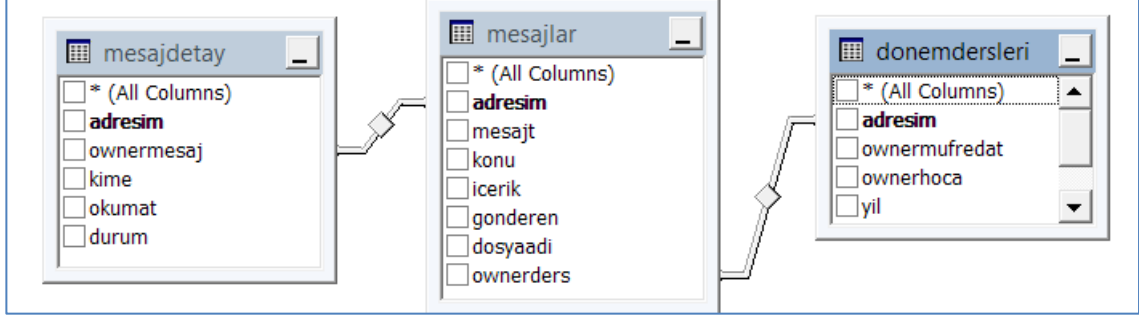 mesajdetay
* (All Columns)
adresim
ownermesaj
kime
okumat
durum
mesajlar
* (All Columns)
adresim
mesajt
konu
icerik
gonderen
dosyaadi
ownerders
donemdersleri
* (All Columns)
adresim
ownermufredat
ownerhoca
yil